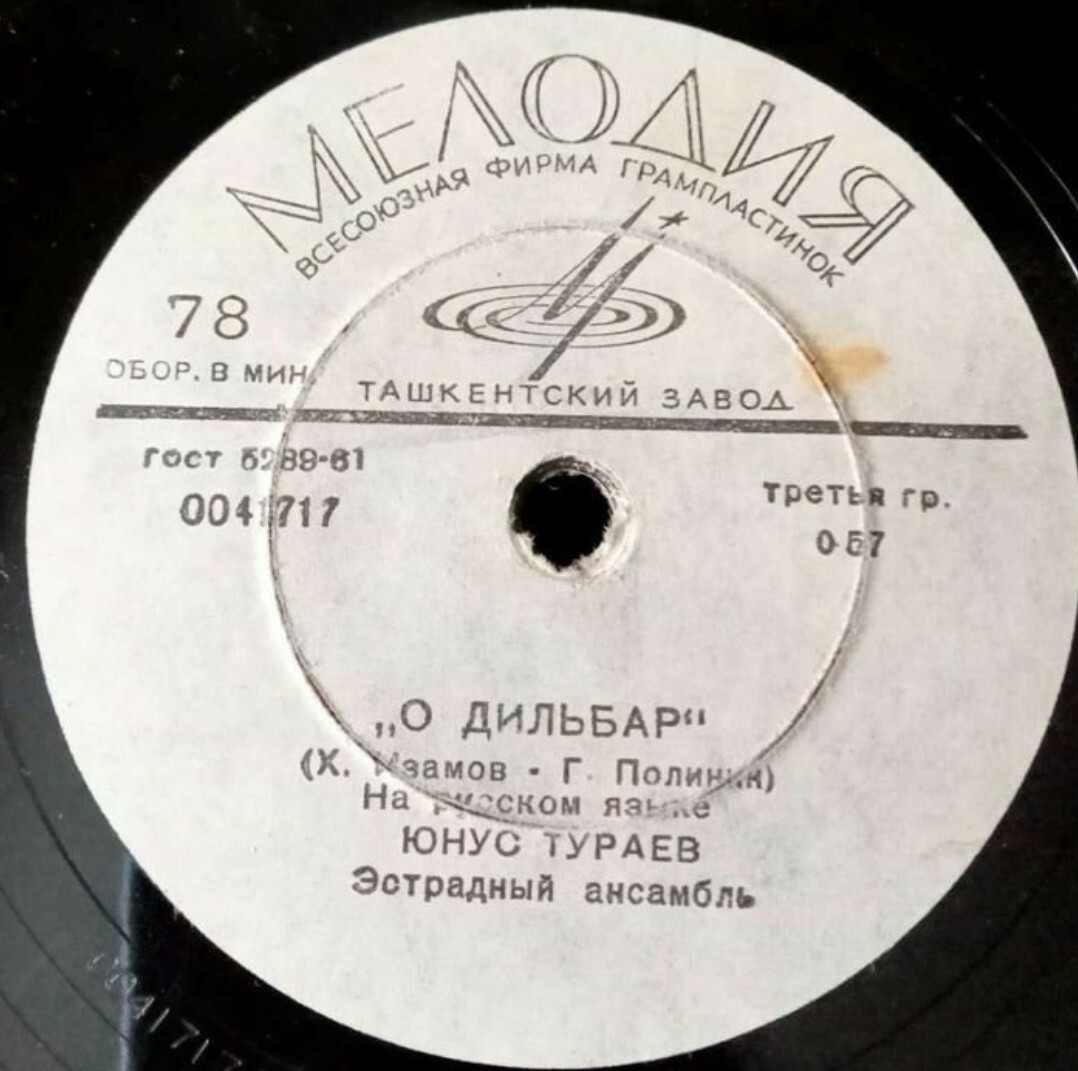 МЕЛОДИЯ
ВСЕСОЮЗНАЯ ФИРМА ГРАМПЛАСТИНОК
78
ОБОР. В МИН.
ТАШКЕНТСКИЙ ЗАВОД
гост 5289-61
0041717
третья гр.
0-57
„О ДИЛЬБАР“
(Х. Изамов - Г. Полиник)
На русском языке
ЮНУС ТУРАЕВ
Эстрадный ансамбль